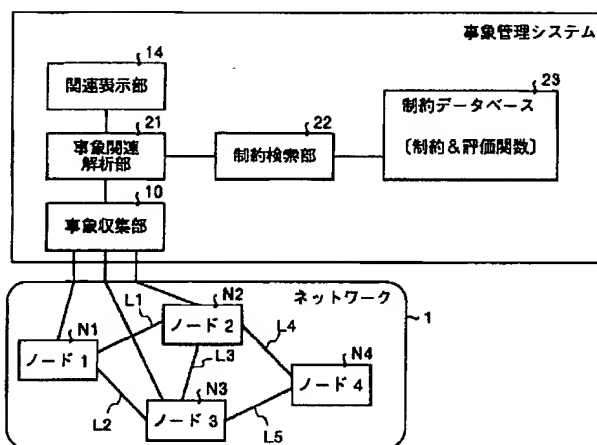 事象管理システム
14
関連表示部
21
事象関連
解析部
22
制約検索部
23
制約データベース
〔制約&評価関数〕
10
事象収集部
ネットワーク
1
N1
ノード 1
L1
N2
ノード 2
L4
L3
N4
ノード 4
L2
N3
ノード 3
L5